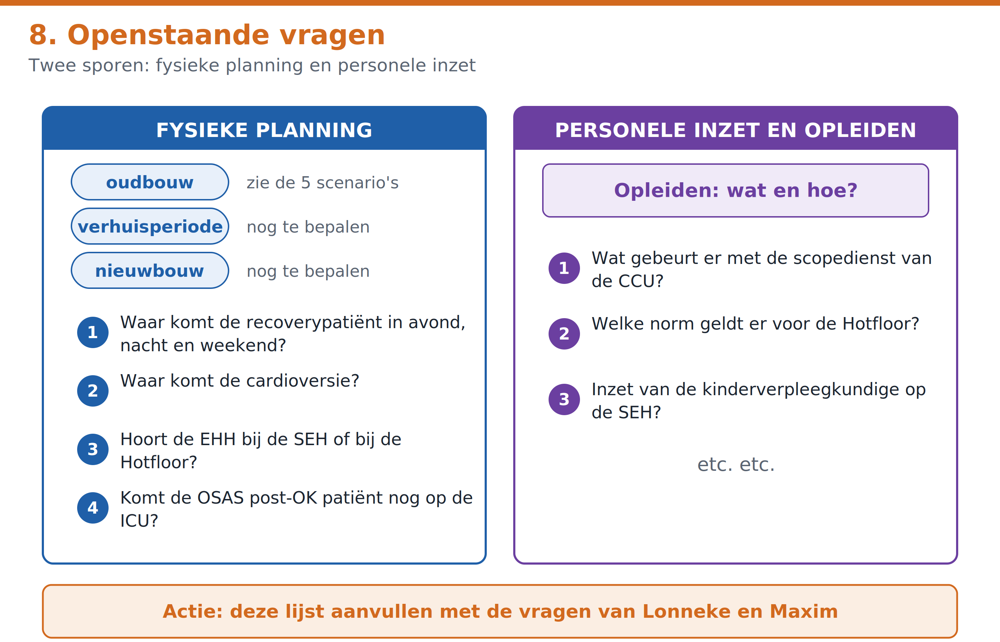 8. Openstaande vragen
Twee sporen: fysieke planning en personele inzet
FYSIEKE PLANNING
oudbouw zie de 5 scenario's
verhuisperiode nog te bepalen
nieuwbouw nog te bepalen
1 Waar komt de recoverypatiënt in avond,
nacht en weekend?
2 Waar komt de cardioversie?
3 Hoort de EHH bij de SEH of bij de
Hotfloor?
4 Komt de OSAS post-OK patiënt nog op de
ICU?
PERSONELE INZET EN OPLEIDEN
Opleiden: wat en hoe?
1 Wat gebeurt er met de scopedienst van
de CCU?
2 Welke norm geldt er voor de Hotfloor?
3 Inzet van de kinderverpleegkundige op
de SEH?
etc. etc.
Actie: deze lijst aanvullen met de vragen van Lonneke en Maxim